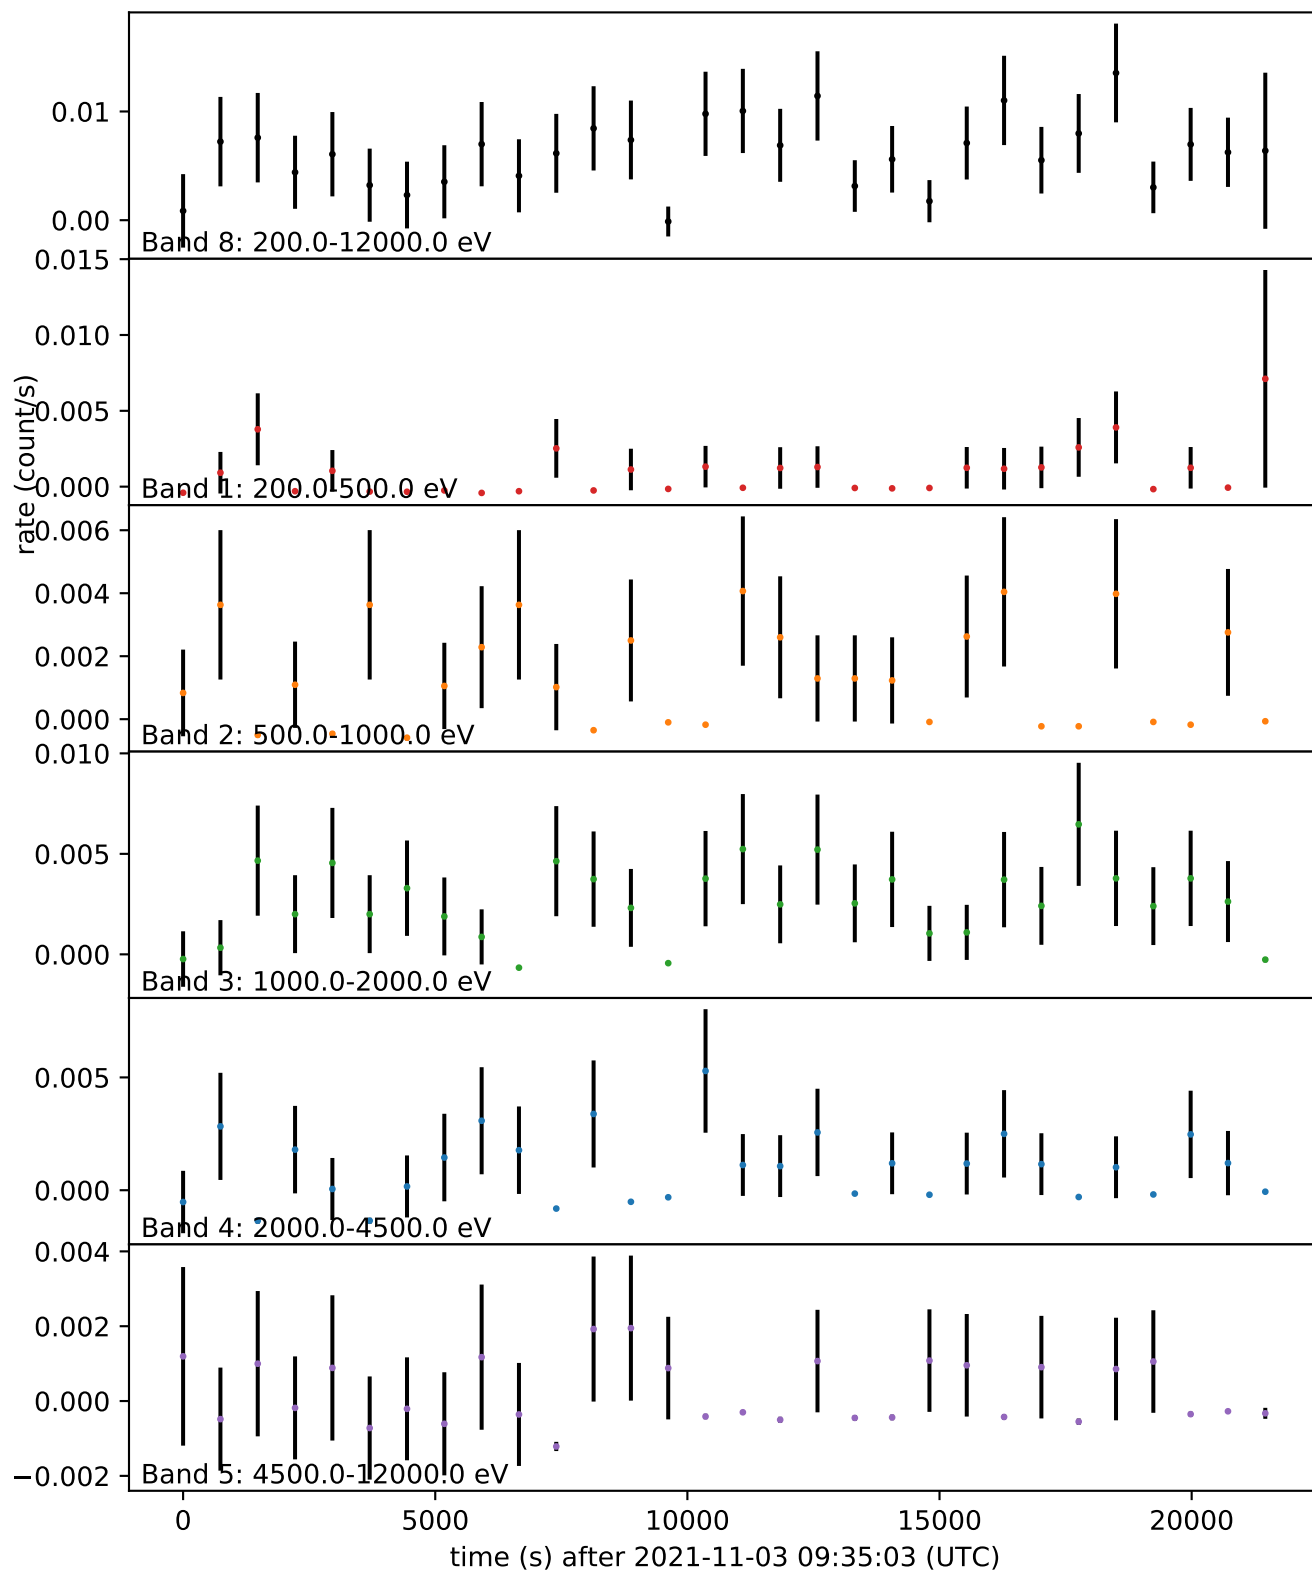 0.01
0.00
Band 8: 200.0-12000.0 eV
0.015
0.010
0.005
0.000
Band 1: 200.0-500.0 eV
rate (count/s)
0.006
0.004
0.002
0.000
Band 2: 500.0-1000.0 eV
0.010
0.005
0.000
Band 3: 1000.0-2000.0 eV
0.005
0.000
Band 4: 2000.0-4500.0 eV
0.004
0.002
0.000
−0.002
Band 5: 4500.0-12000.0 eV
0 5000 10000 15000 20000
time (s) after 2021-11-03 09:35:03 (UTC)